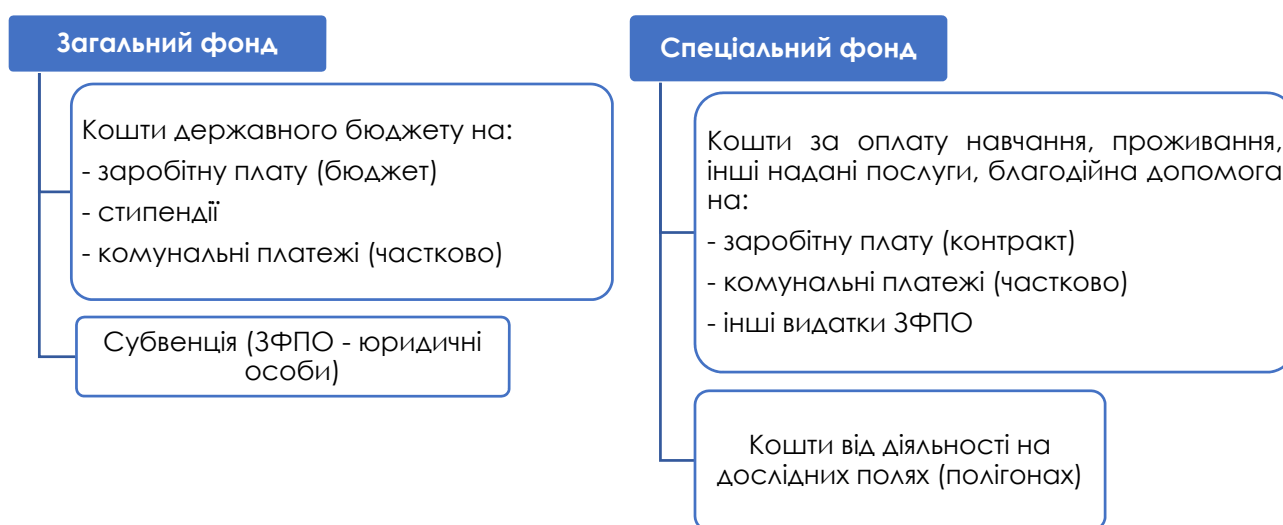 Загальний фонд
Кошти державного бюджету на:
- заробітну плату (бюджет)
- стипендії
- комунальні платежі (частково)
Субвенція (ЗФПО - юридичні
особи)
Спеціальний фонд
Кошти за оплату навчання, проживання,
інші надані послуги, благодійна допомога
на:
- заробітну плату (контракт)
- комунальні платежі (частково)
- інші видатки ЗФПО
Кошти від діяльності на
дослідних полях (полігонах)